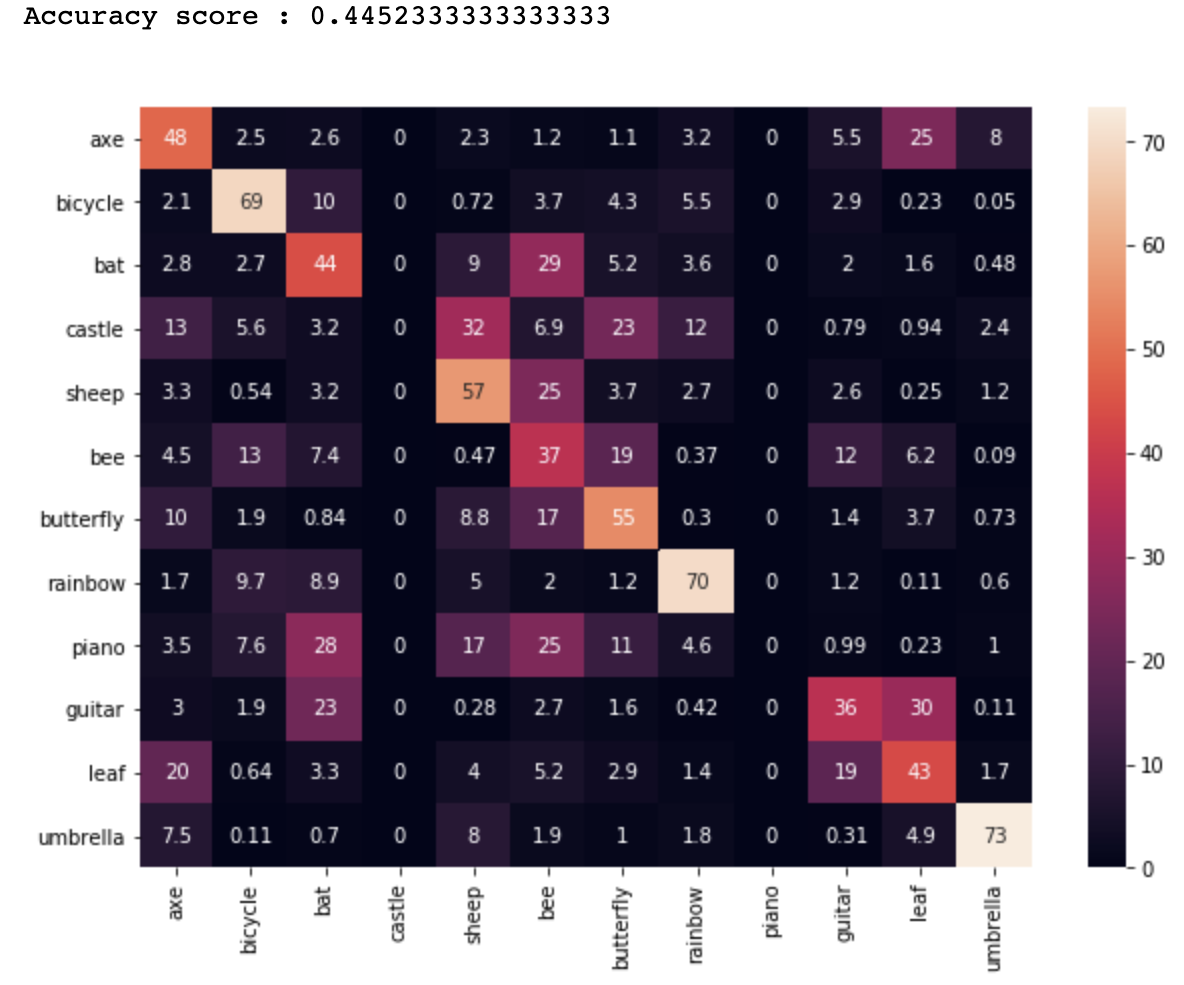 Accuracy score : 0.4452333333333333
axe 48 2.5 2.6 0 2.3 1.2 1.1 3.2 0 5.5 25 8
bicycle 2.1 69 10 0 0.72 3.7 4.3 5.5 0 2.9 0.23 0.05
bat 2.8 2.7 44 0 9 29 5.2 3.6 0 2 1.6 0.48
castle 13 5.6 3.2 0 32 6.9 23 12 0 0.79 0.94 2.4
sheep 3.3 0.54 3.2 0 57 25 3.7 2.7 0 2.6 0.25 1.2
bee 4.5 13 7.4 0 0.47 37 19 0.37 0 12 6.2 0.09
butterfly 10 1.9 0.84 0 8.8 17 55 0.3 0 1.4 3.7 0.73
rainbow 1.7 9.7 8.9 0 5 2 1.2 70 0 1.2 0.11 0.6
piano 3.5 7.6 28 0 17 25 11 4.6 0 0.99 0.23 1
guitar 3 1.9 23 0 0.28 2.7 1.6 0.42 0 36 30 0.11
leaf 20 0.64 3.3 0 4 5.2 2.9 1.4 0 19 43 1.7
umbrella 7.5 0.11 0.7 0 8 1.9 1 1.8 0 0.31 4.9 73
axe bicycle bat castle sheep bee butterfly rainbow piano guitar leaf umbrella
70
60
50
40
30
20
10
0